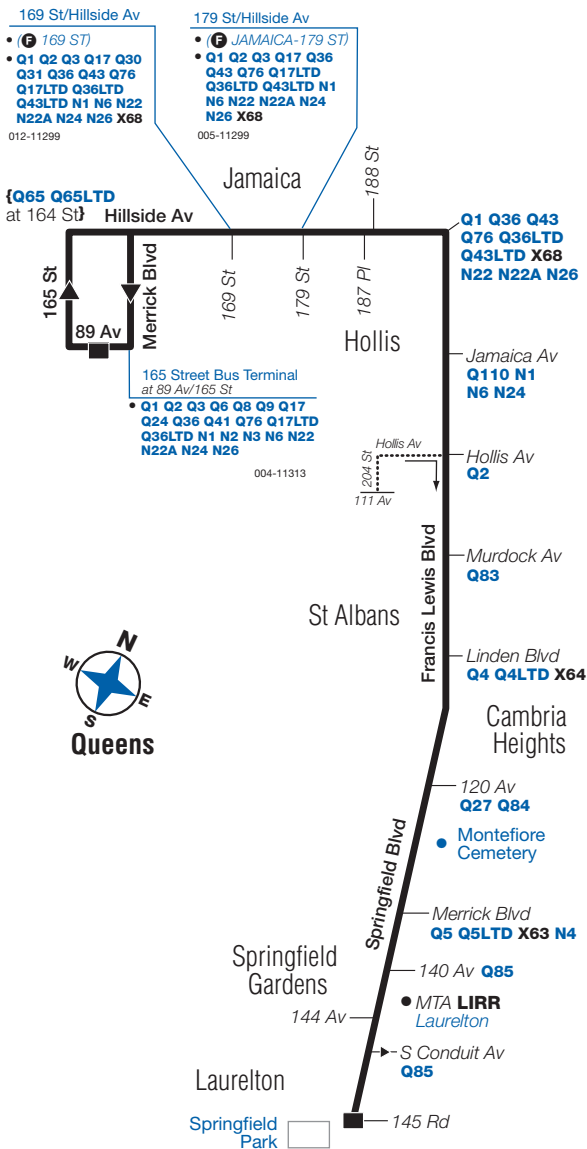 169 St/Hillside Av
• (F 169 ST)
• Q1 Q2 Q3 Q17 Q30
Q31 Q36 Q43 Q76
Q17LTD Q36LTD
Q43LTD N1 N6 N22
N22A N24 N26 X68
012-11299
179 St/Hillside Av
• (F JAMAICA-179 ST)
• Q1 Q2 Q3 Q17 Q36
Q43 Q76 Q17LTD
Q36LTD Q43LTD N1
N6 N22 N22A N24
N26 X68
005-11299
Jamaica
188 St
{Q65 Q65LTD
at 164 St}
Hillside Av
Q1 Q36 Q43
Q76 Q36LTD
Q43LTD X68
N22 N22A N26
165 St
Merrick Blvd
89 Av
169 St
179 St
187 Pl
Hollis
Jamaica Av
Q110 N1
N6 N24
165 Street Bus Terminal
at 89 Av/165 St
• Q1 Q2 Q3 Q6 Q8 Q9 Q17
Q24 Q36 Q41 Q76 Q17LTD
Q36LTD N1 N2 N3 N6 N22
N22A N24 N26
004-11313
Hollis Av
204 St
111 Av
Hollis Av
Q2
Murdock Av
Q83
St Albans
Francis Lewis Blvd
Linden Blvd
Q4 Q4LTD X64
N
W
E
S
Queens
Cambria
Heights
120 Av
Q27 Q84
Montefiore
Cemetery
Springfield Blvd
Merrick Blvd
Q5 Q5LTD X63 N4
Springfield
Gardens
140 Av Q85
MTA LIRR
Laurelton
144 Av
S Conduit Av
Q85
Laurelton
145 Rd
Springfield
Park